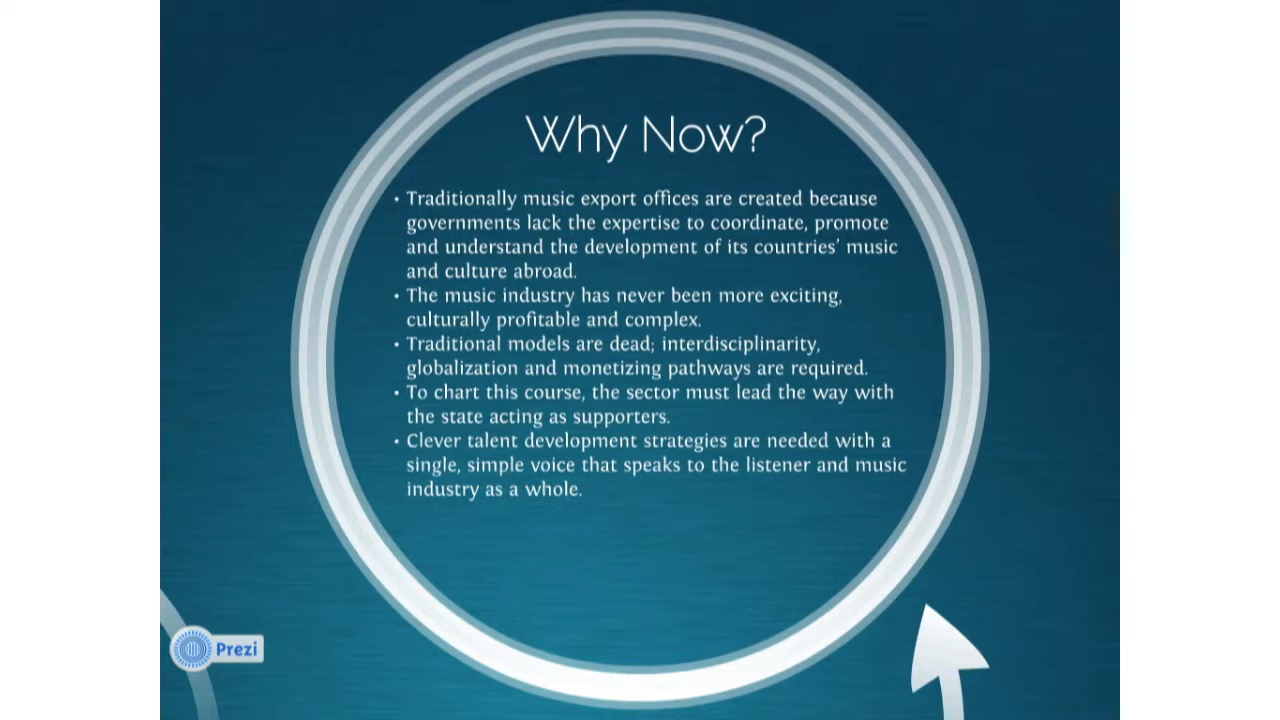 Why Now?
• Traditionally music export offices are created because
governments lack the expertise to coordinate, promote
and understand the development of its countries' music
and culture abroad.
• The music industry has never been more exciting,
culturally profitable and complex.
• Traditional models are dead; interdisciplinarity,
globalization and monetizing pathways are required.
• To chart this course, the sector must lead the way with
the state acting as supporters.
• Clever talent development strategies are needed with a
single, simple voice that speaks to the listener and music
industry as a whole.
Prezi